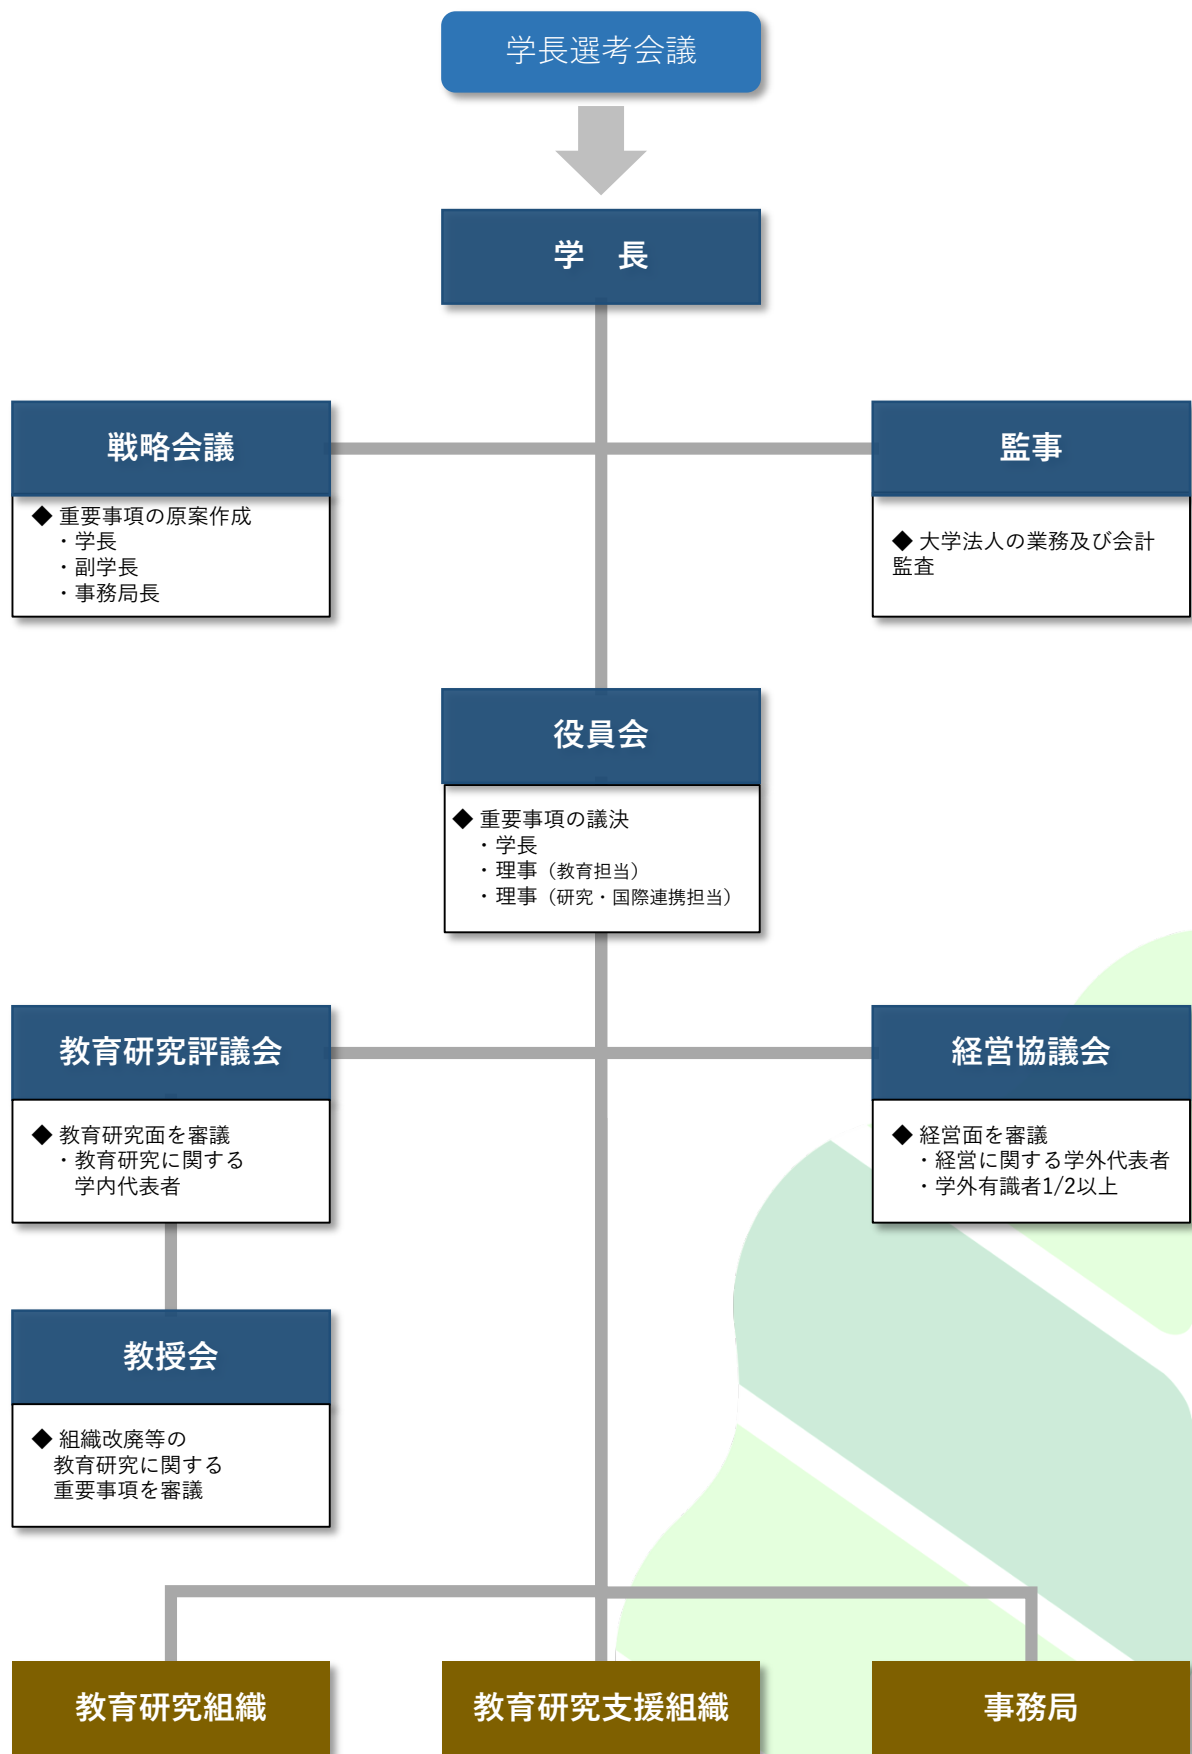 学長選考会議
学　長
戦略会議
◆ 重要事項の原案作成
・学長
・副学長
・事務局長
監事
◆ 大学法人の業務及び会計
監査
役員会
◆ 重要事項の議決
・学長
・理事（教育担当）
・理事（研究・国際連携担当）
教育研究評議会
◆ 教育研究面を審議
・教育研究に関する
学内代表者
経営協議会
◆ 経営面を審議
・経営に関する学外代表者
・学外有識者1/2以上
教授会
◆ 組織改廃等の
教育研究に関する
重要事項を審議
教育研究組織
教育研究支援組織
事務局